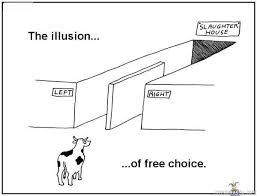 The illusion...
SLAUGHTER
HOUSE
LEFT
RIGHT
...of free choice.